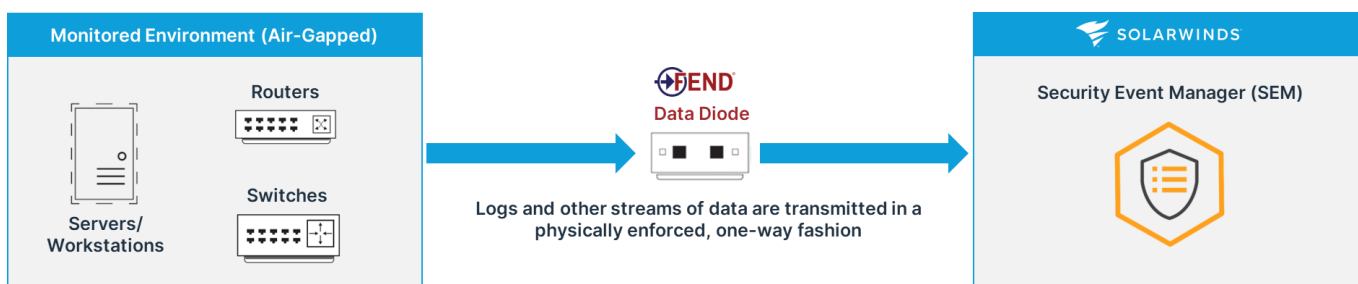 Monitored Environment (Air-Gapped)
Routers
Switches
Servers/
Workstations
FEND
Data Diode
Logs and other streams of data are transmitted in a
physically enforced, one-way fashion
SOLARWINDS
Security Event Manager (SEM)